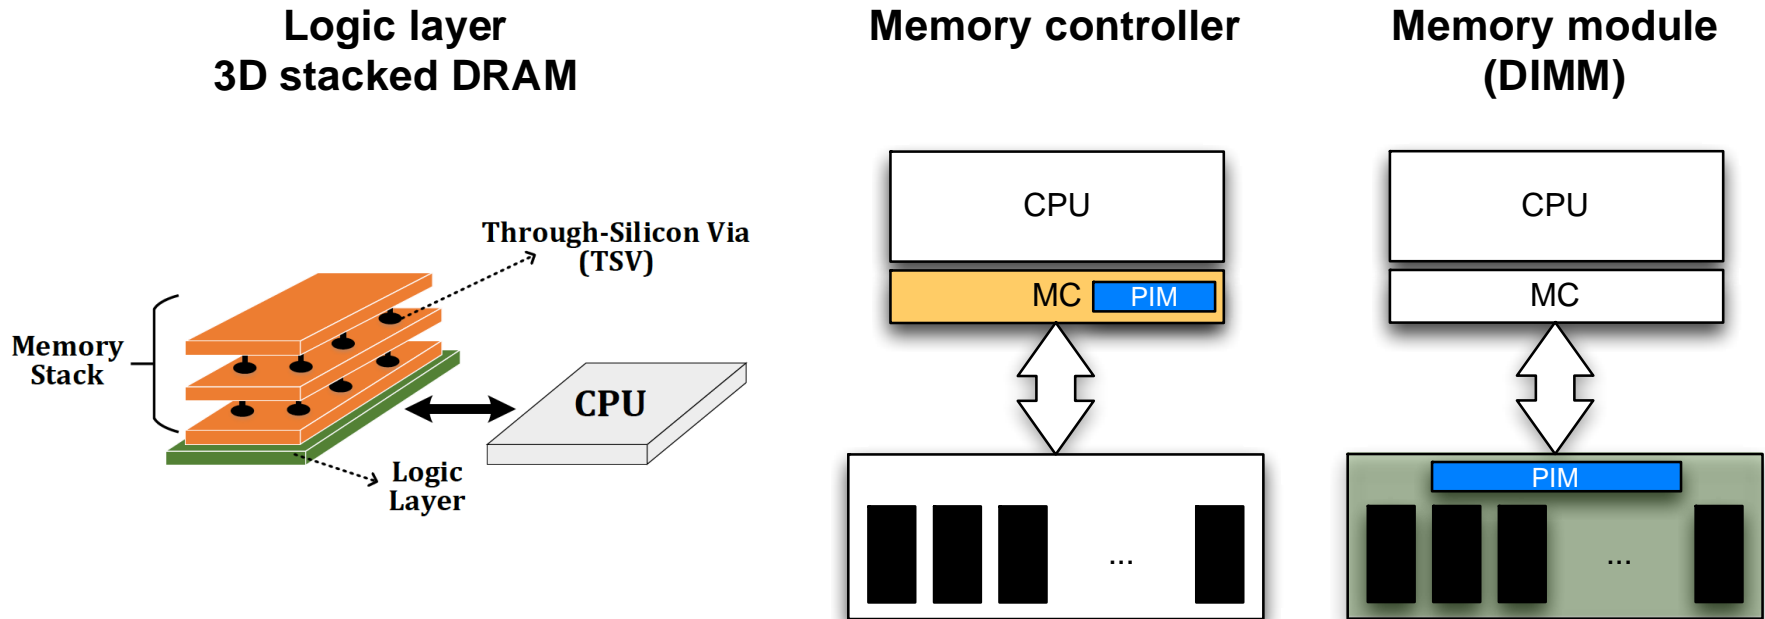 Logic layer
3D stacked DRAM
Through-Silicon Via
(TSV)
Memory
Stack
CPU
Logic
Layer
Memory controller
CPU
MC
PIM
...
Memory module
(DIMM)
CPU
MC
PIM
...